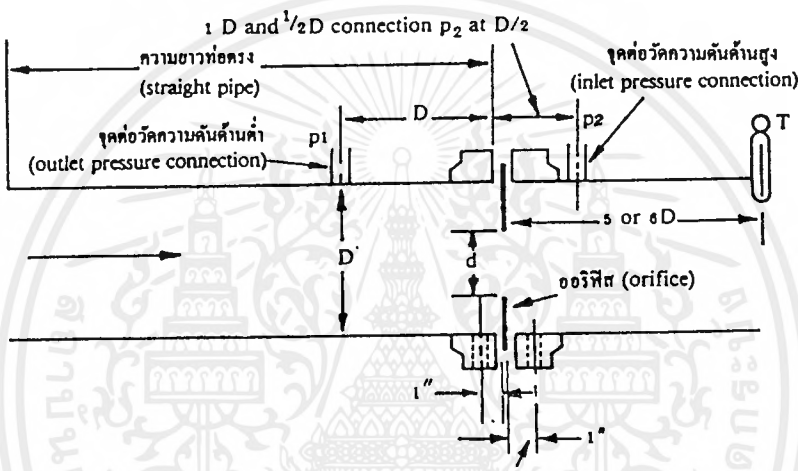 1 D and 1/2D connection p2 at D/2
ความยาวท่อตรง
(straight pipe)
จุดต่อวัดความดันด้านสูง
(inlet pressure connection)
จุดต่อวัดความดันด้านต่ำ
(outlet pressure connection)
p1
D
p2
T
5 or 6D
D
d
ออริฟิส (orifice)
1"
1"